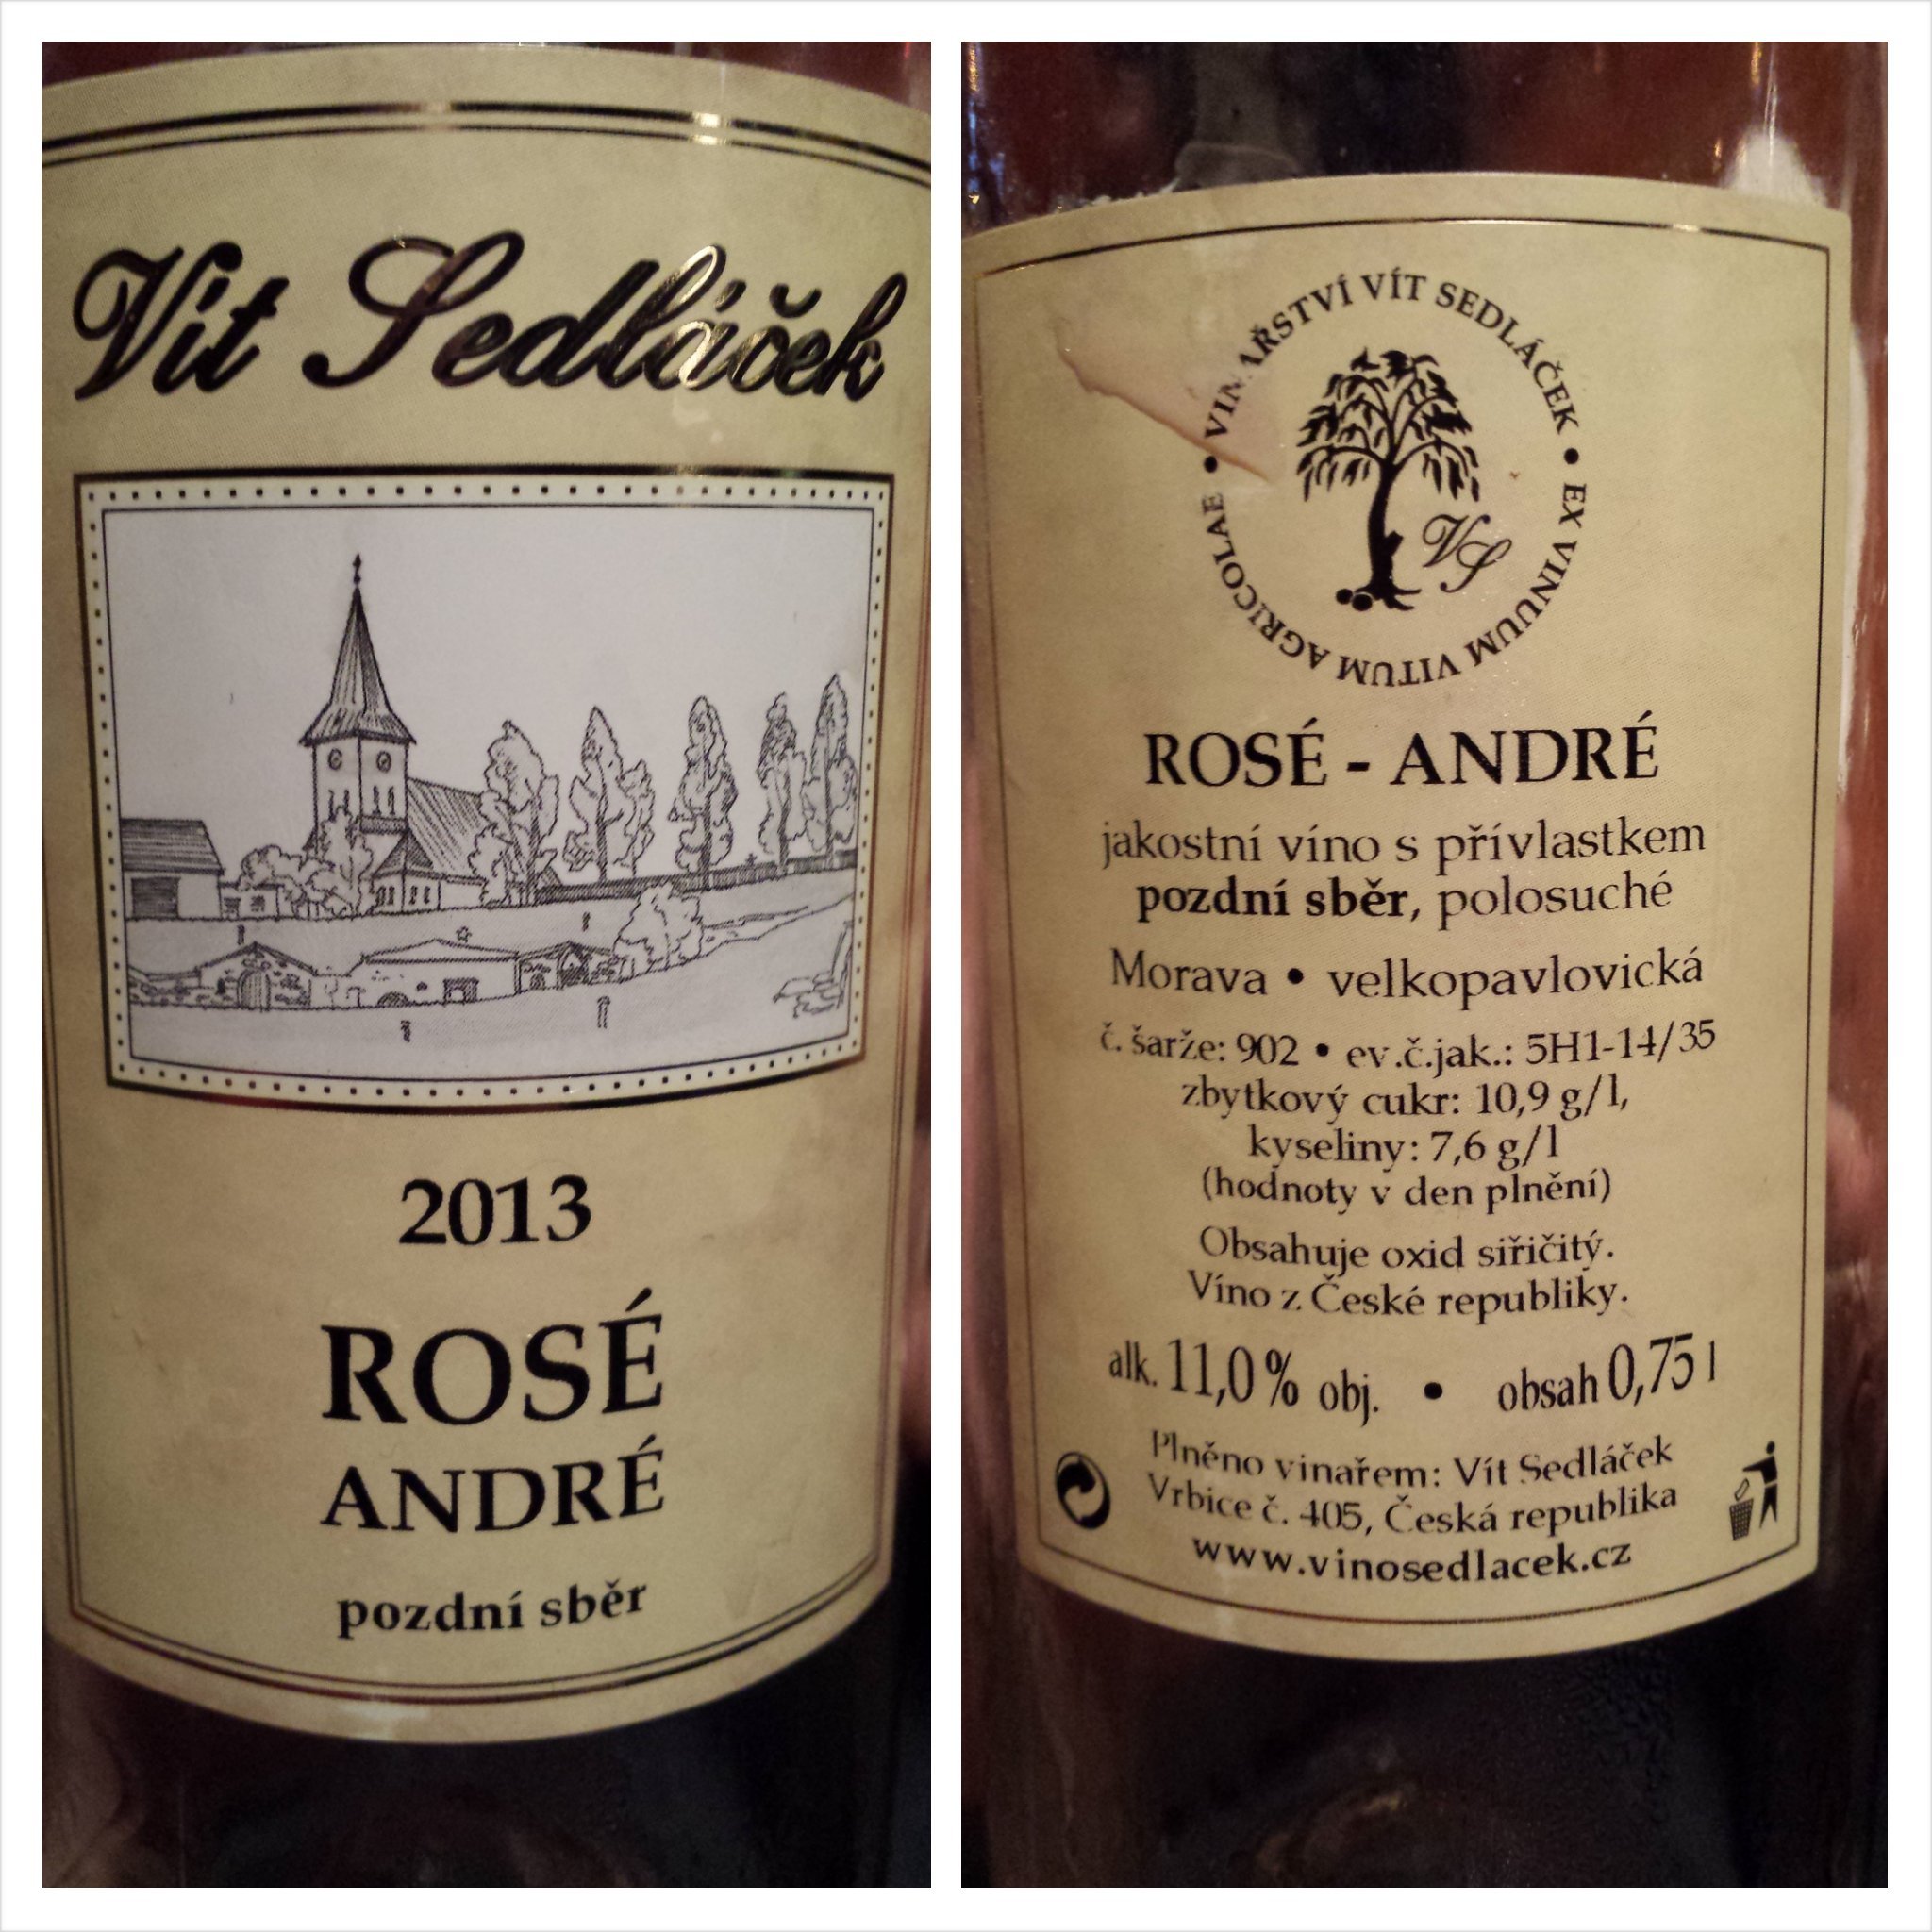 Vít Sedláček
2013
ROSÉ
ANDRÉ
pozdní sběr
• VINAŘSTVÍ VÍT SEDLÁČEK • EX VINUUM VITUM AGRICOLAE
VS
ROSÉ - ANDRÉ
jakostní víno s přívlastkem
pozdní sběr, polosuché
Morava • velkopavlovická
č. šarže: 902 • ev.č.jak.: 5H1-14/35
zbytkový cukr: 10,9 g/l,
kyseliny: 7,6 g/l
(hodnoty v den plnění)
Obsahuje oxid siřičitý.
Víno z České republiky.
alk. 11,0 % obj. • obsah 0,75 l
Plněno vinařem: Vít Sedláček
Vrbice č. 405, Česká republika
www.vinosedlacek.cz